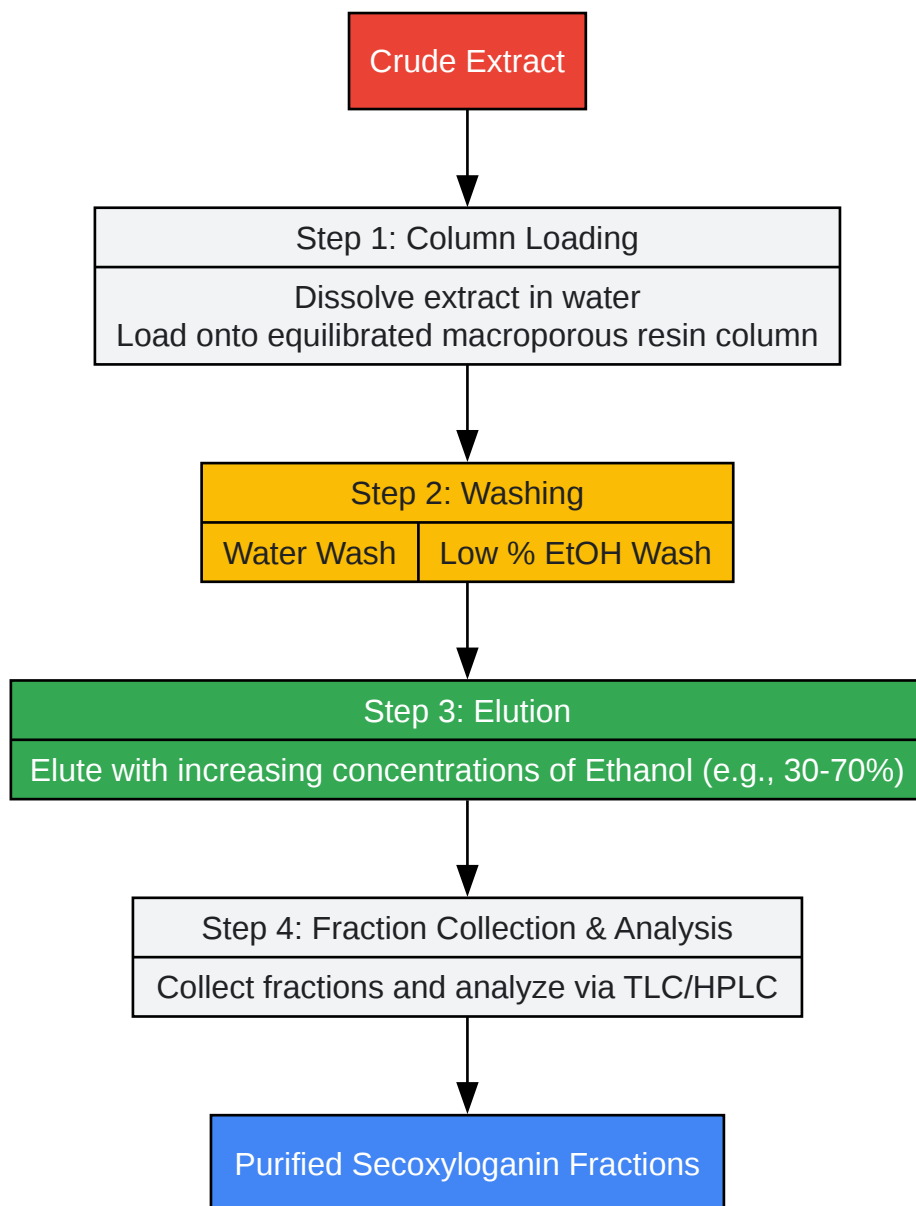 Crude Extract
Step 1: Column Loading
Dissolve extract in water
Load onto equilibrated macroporous resin column
Step 2: Washing
Water Wash
Low % EtOH Wash
Step 3: Elution
Elute with increasing concentrations of Ethanol (e.g., 30-70%)
Step 4: Fraction Collection & Analysis
Collect fractions and analyze via TLC/HPLC
Purified Secoxyloganin Fractions